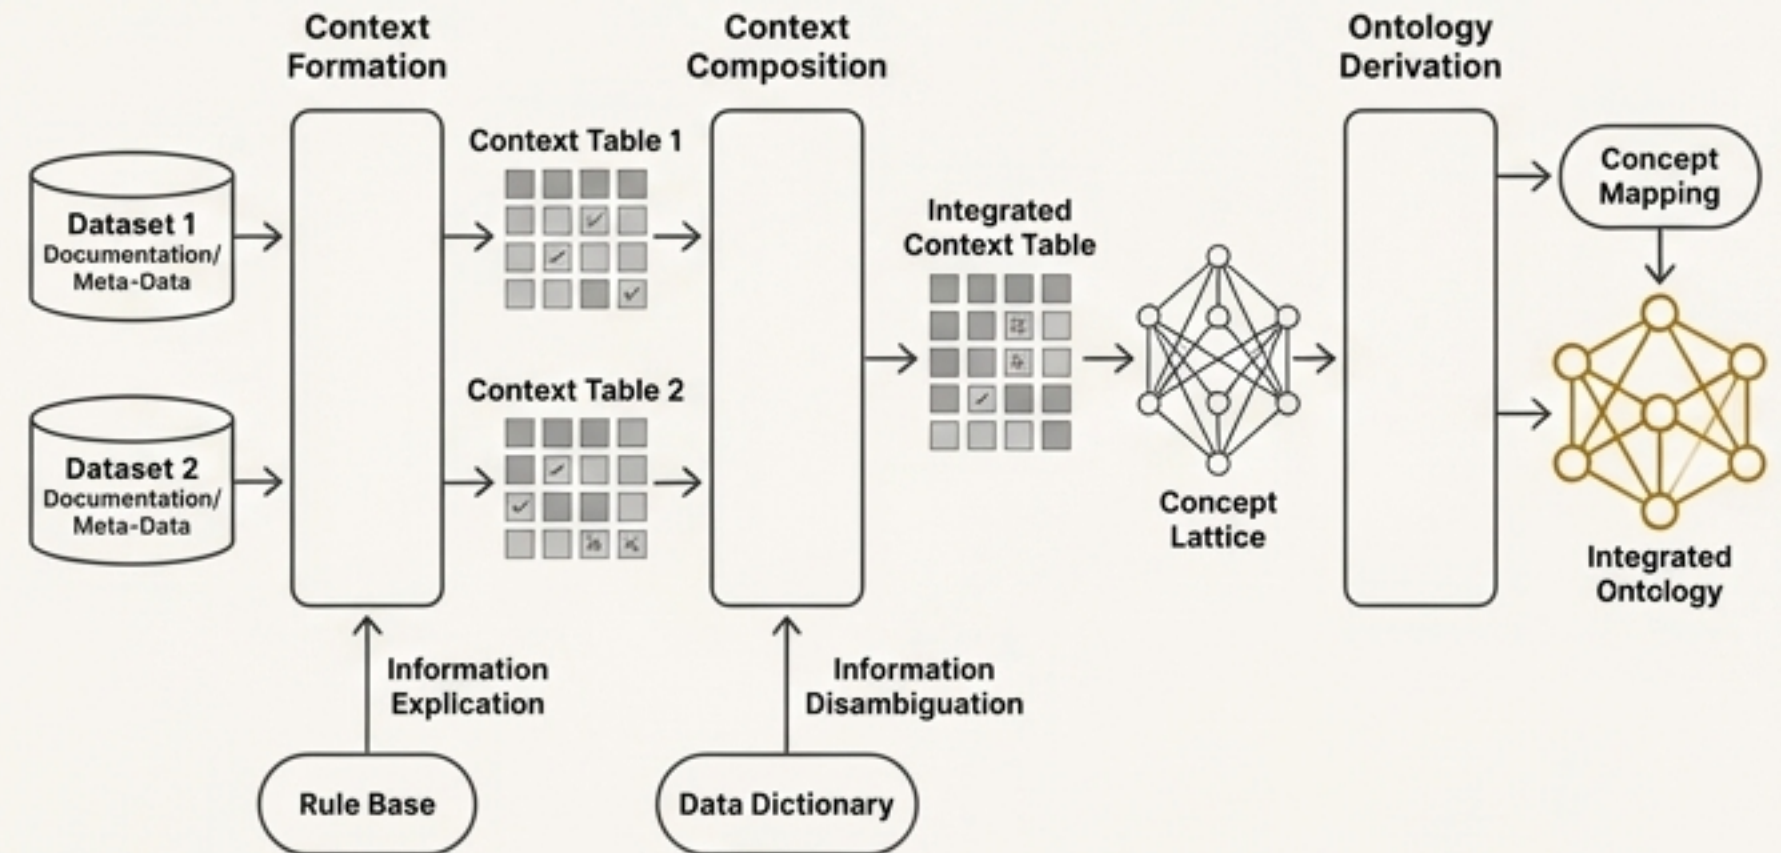 Context
Formation
Context
Composition
Ontology
Derivation
Dataset 1
Documentation/
Meta-Data
Dataset 2
Documentation/
Meta-Data
Context Table 1
Context Table 2
Integrated
Context Table
Concept
Lattice
Concept
Mapping
Integrated
Ontology
Information
Explication
Information
Disambiguation
Rule Base
Data Dictionary